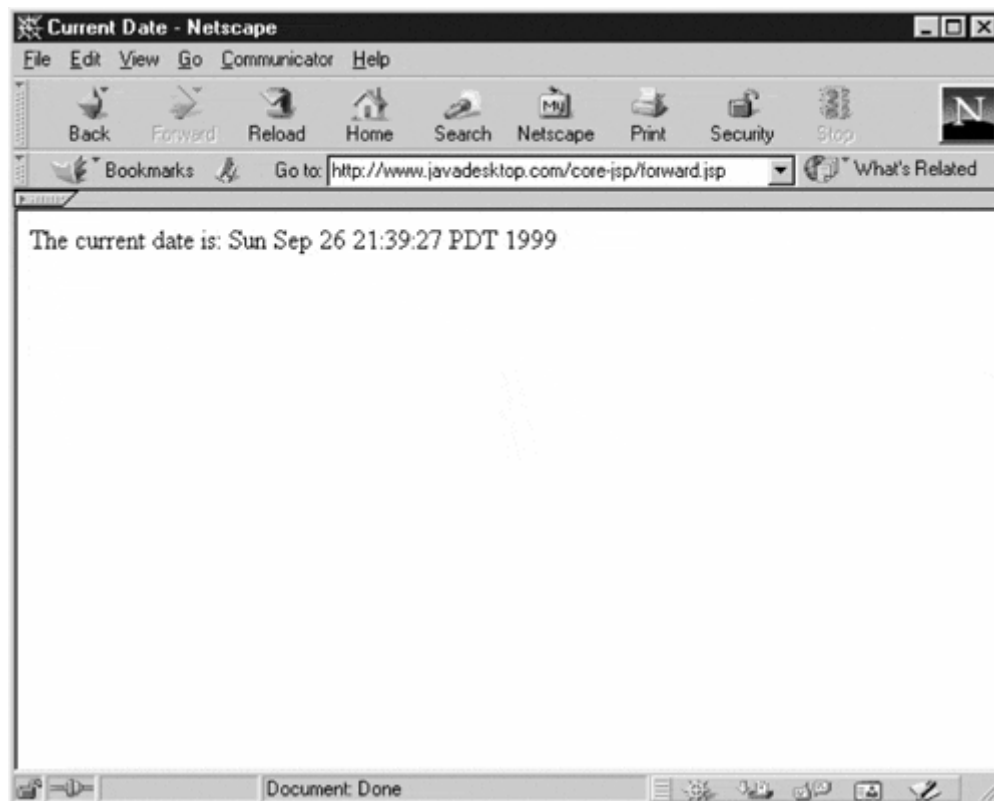 Current Date - Netscape
File Edit View Go Communicator Help
Back Forward Reload Home Search Netscape Print Security Stop
My
N
Bookmarks Go to: http://www.javadesktop.com/core-jsp/forward.jsp What's Related
The current date is: Sun Sep 26 21:39:27 PDT 1999
Document: Done